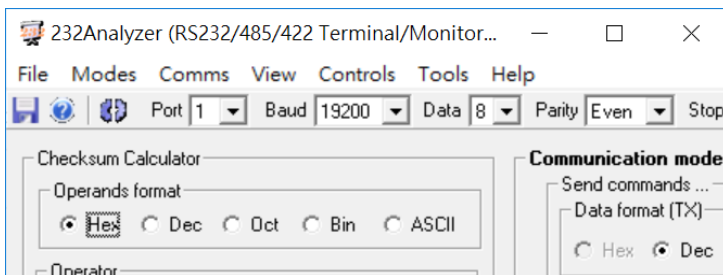 232Analyzer (RS232/485/422 Terminal/Monitor...
File Modes Comms View Controls Tools Help
Port 1 Baud 19200 Data 8 Parity Even Stop
Checksum Calculator
Communication mode
Operands format
Send commands ...
Data format (TX)
Hex Dec Oct Bin ASCII
Hex Dec
Operator